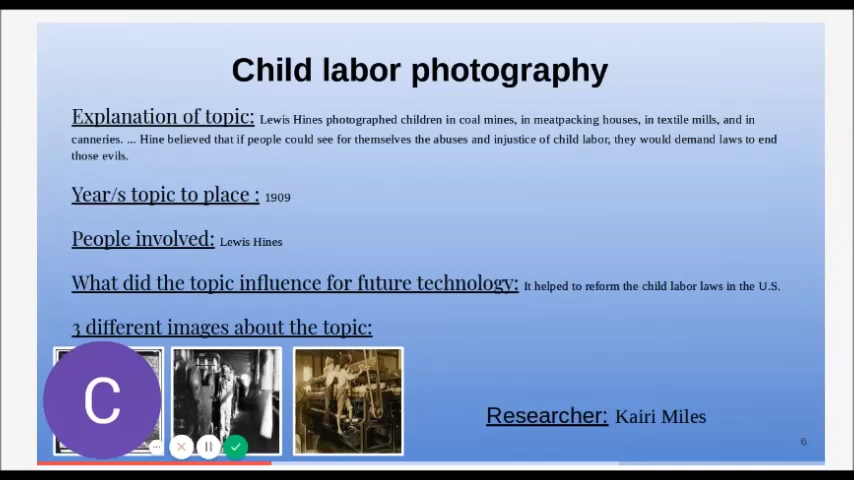 Child labor photography
Explanation of topic: Lewis Hines photographed children in coal mines, in meatpacking houses, in textile mills, and in
canneries. ... Hine believed that if people could see for themselves the abuses and injustice of child labor, they would demand laws to end
those evils.
Year/s topic to place : 1909
People involved: Lewis Hines
What did the topic influence for future technology: It helped to reform the child labor laws in the U.S.
3 different images about the topic:
C
Researcher: Kairi Miles
6